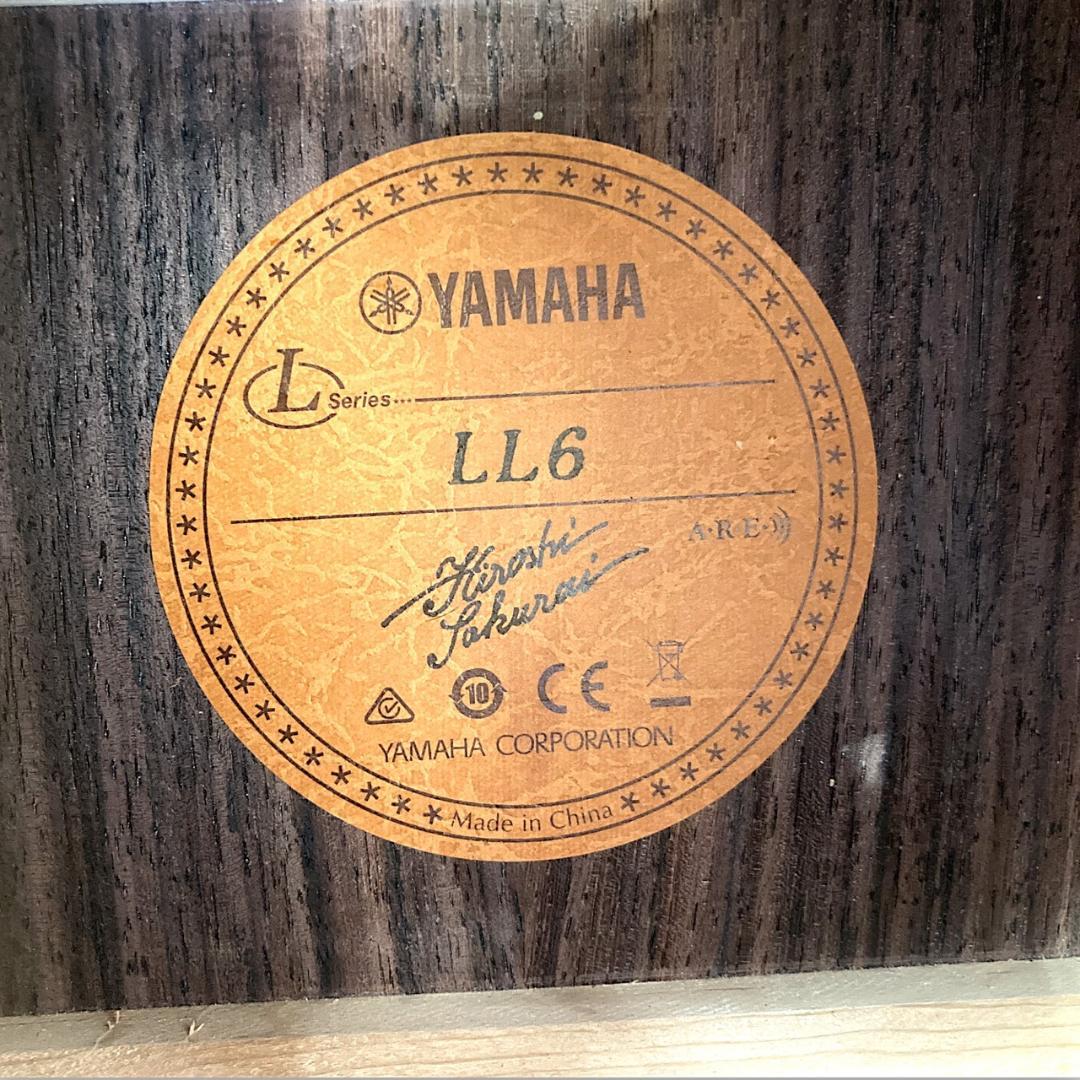 YAMAHA
L Series...
LL6
A.R.E.
Hiroshi
Sakurai
10
CE
YAMAHA CORPORATION
Made in China